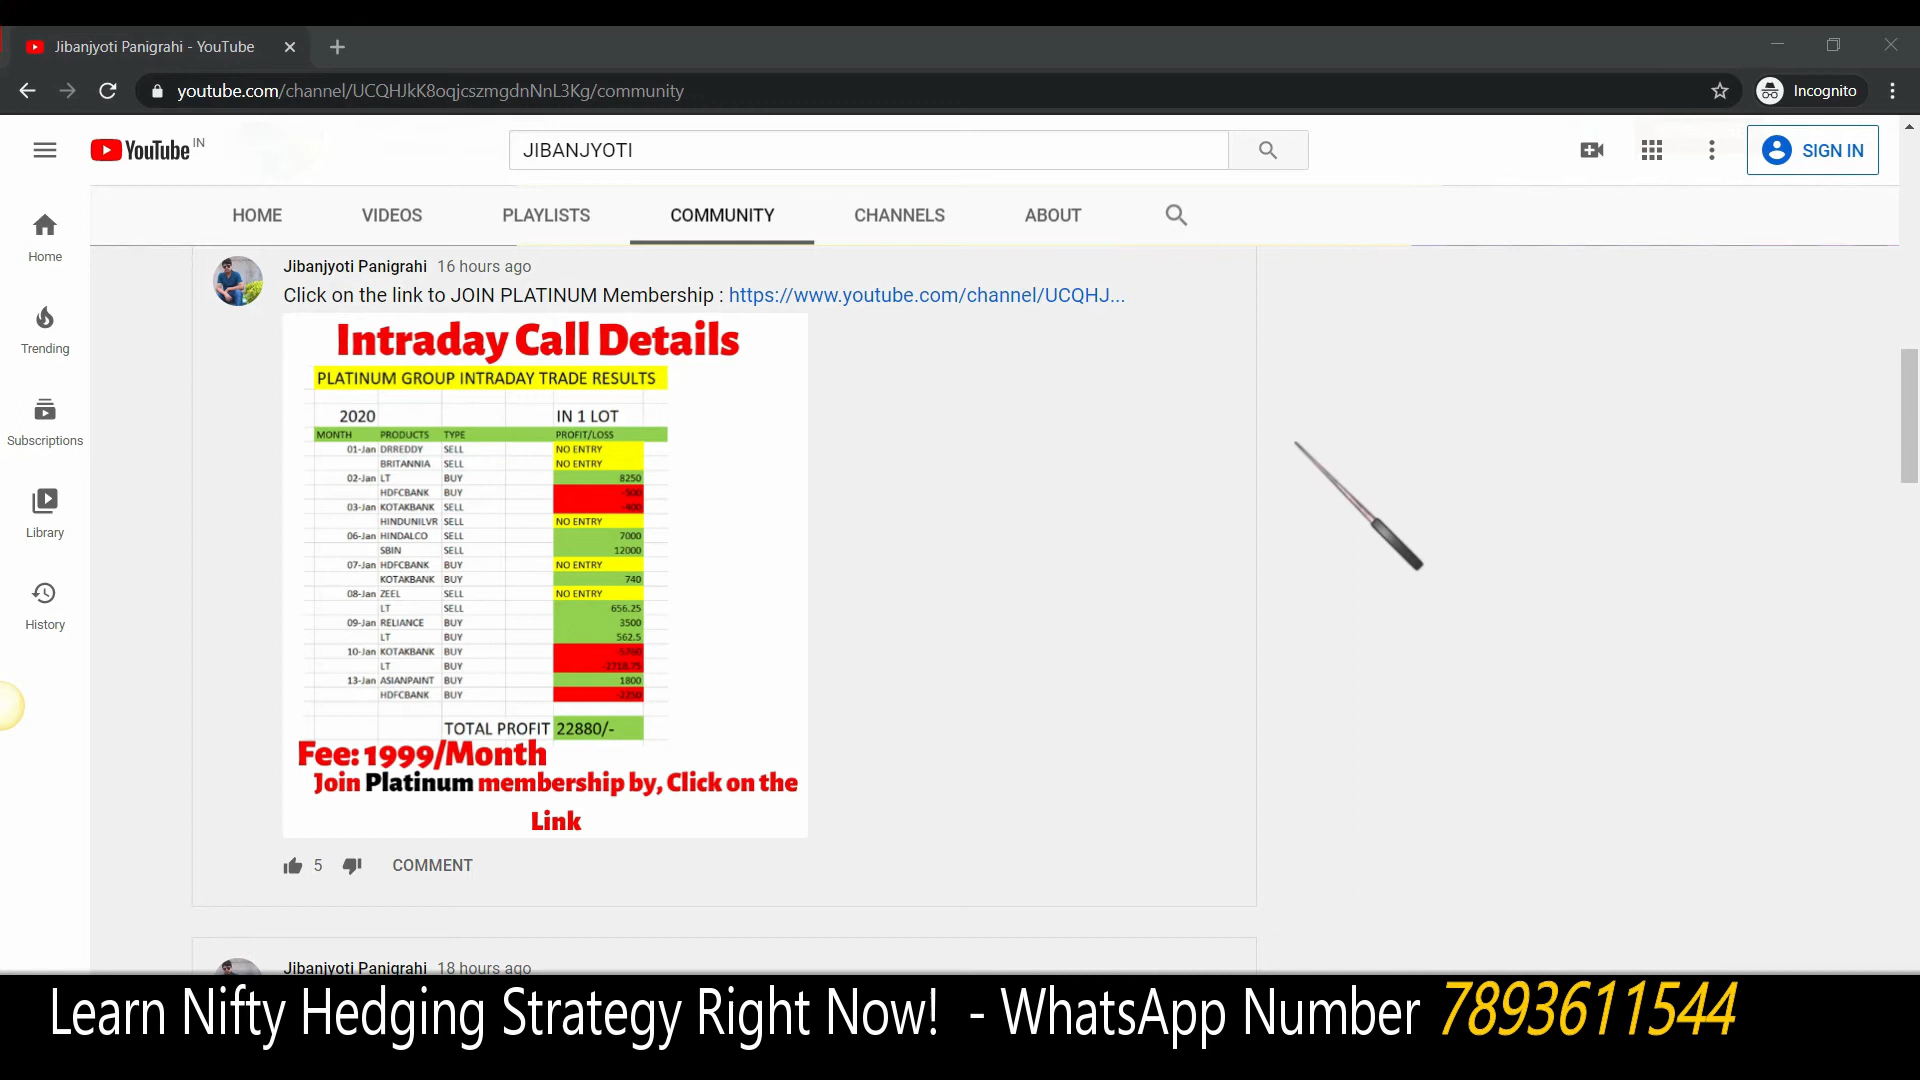 Jibanjyoti Panigrahi - YouTube
youtube.com/channel/UCQHJkK8oqjcszmgdnNnL3Kg/community
Incognito
YouTube IN
JIBANJYOTI
SIGN IN
HOME VIDEOS PLAYLISTS COMMUNITY CHANNELS ABOUT
Home
Trending
Subscriptions
Library
History
Jibanjyoti Panigrahi 16 hours ago
Click on the link to JOIN PLATINUM Membership : https://www.youtube.com/channel/UCQHJ...
Intraday Call Details
PLATINUM GROUP INTRADAY TRADE RESULTS
2020 IN 1 LOT
MONTH PRODUCTS TYPE PROFIT/LOSS
01-Jan DRREDDY SELL NO ENTRY
BRITANNIA SELL NO ENTRY
02-Jan LT BUY 8250
HDFCBANK BUY -500
03-Jan KOTAKBANK SELL -400
HINDUNILVR SELL NO ENTRY
06-Jan HINDALCO SELL 7000
SBIN SELL 12000
07-Jan HDFCBANK BUY NO ENTRY
KOTAKBANK BUY 740
08-Jan ZEEL SELL NO ENTRY
LT SELL 656.25
09-Jan RELIANCE BUY 3500
LT BUY 562.5
10-Jan KOTAKBANK BUY
LT BUY
13-Jan ASIANPAINT BUY 1800
HDFCBANK BUY
TOTAL PROFIT 22880/-
Fee: 1999/Month
Join Platinum membership by, Click on the
Link
5 COMMENT
Jibanjyoti Panigrahi 18 hours ago
Learn Nifty Hedging Strategy Right Now! - WhatsApp Number 7893611544